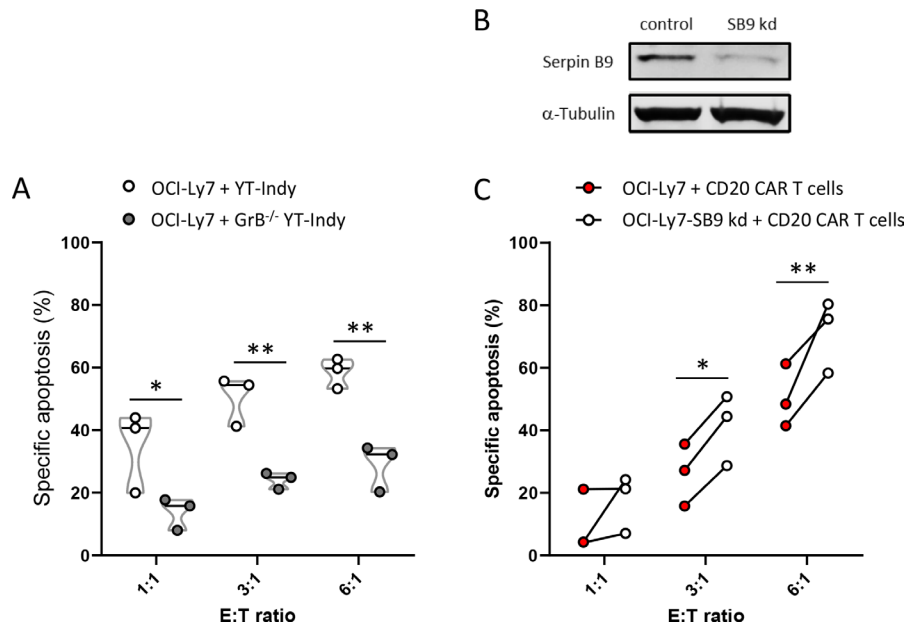 B
control SB9 kd
Serpin B9
α-Tubulin
A
OCI-Ly7 + YT-Indy
OCI-Ly7 + GrB-/- YT-Indy
100
80
60
40
20
0
Specific apoptosis (%)
*
**
**
1:1
3:1
6:1
E:T ratio
C
OCI-Ly7 + CD20 CAR T cells
OCI-Ly7-SB9 kd + CD20 CAR T cells
100
80
60
40
20
0
Specific apoptosis (%)
*
**
1:1
3:1
6:1
E:T ratio